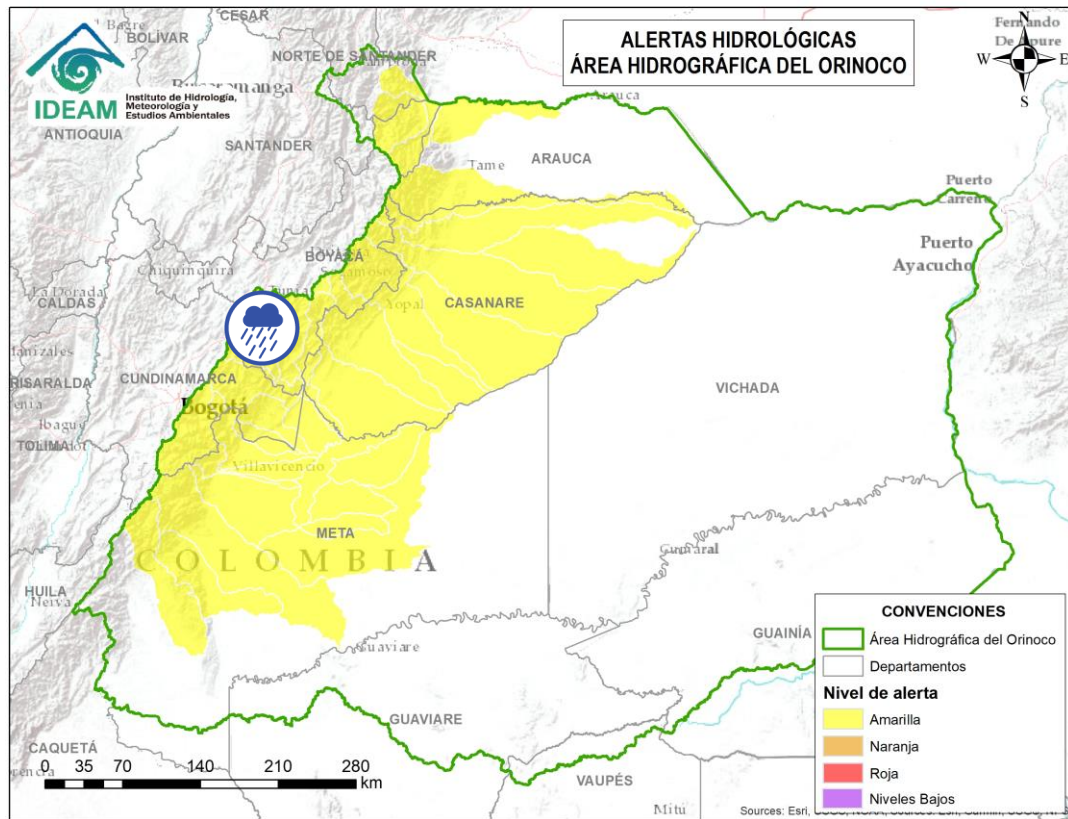 CESAR
Bagre
BOLÍVAR
ALERTAS HIDROLÓGICAS
ÁREA HIDROGRÁFICA DEL ORINOCO
Fernando
De Apure
N
W
E
S
NORTE DE SANTANDER
IDEAM
Instituto de Hidrología,
Meteorología y
Estudios Ambientales
ANTIOQUIA
SANTANDER
Arauca
ARAUCA
Tame
Puerto
Carreño
Puerto
Ayacucho
BOYACÁ
Sogamoso
Chiquinquira
Tunja
La Dorada
CALDAS
Yopal
CASANARE
RISARALDA
CUNDINAMARCA
VICHADA
Bogotá
Ibague
TOLIMA
Villavicencio
META
COLOMBIA
Cumaral
HUILA
Neiva
GUAINÍA
GUAVIARE
CAQUETÁ
VAUPÉS
Mitú
0 35 70 140 210 280
km
CONVENCIONES
Área Hidrográfica del Orinoco
Departamentos
Nivel de alerta
Amarilla
Naranja
Roja
Niveles Bajos
Sources: Esri,